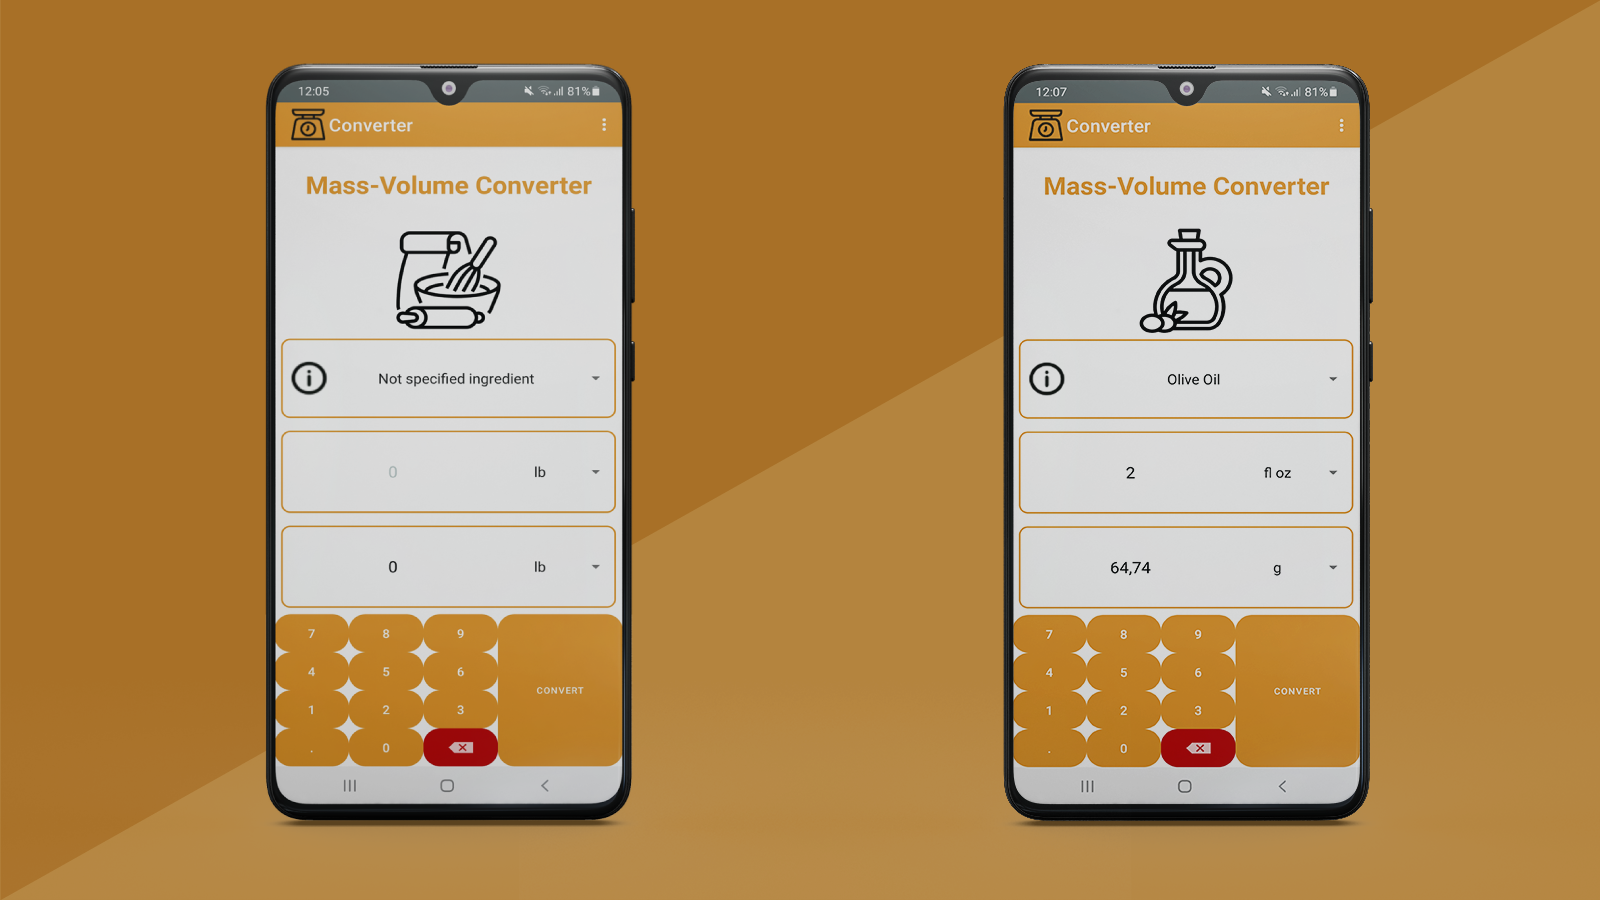 12:05 81%
Converter
Mass-Volume Converter
Not specified ingredient
0 lb
0 lb
7 8 9
4 5 6
CONVERT
1 2 3
. 0
12:07 81%
Converter
Mass-Volume Converter
Olive Oil
2 fl oz
64,74 g
7 8 9
4 5 6
CONVERT
1 2 3
. 0